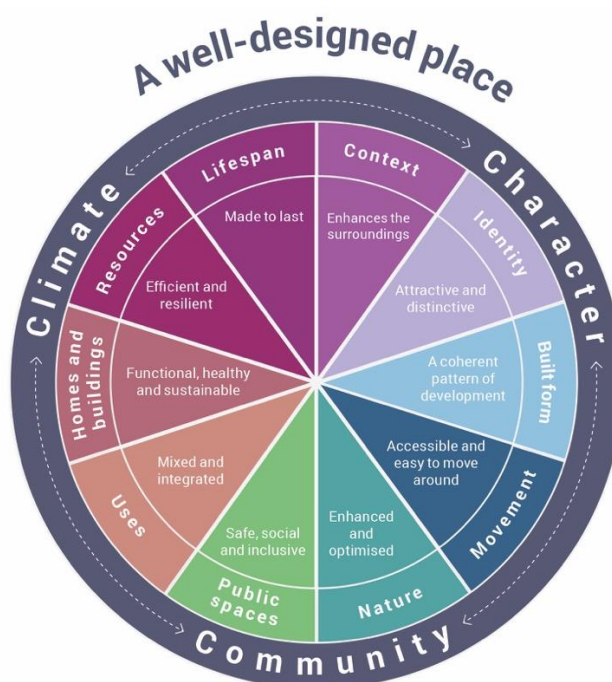 A well-designed place
Climate
Character
Community
Context
Enhances the
surroundings
Identity
Attractive and
distinctive
Built form
A coherent
pattern of
development
Movement
Accessible and
easy to move
around
Nature
Enhanced
and
optimised
Public
spaces
Safe, social
and inclusive
Uses
Mixed and
integrated
Homes and
buildings
Functional, healthy
and sustainable
Resources
Efficient and
resilient
Lifespan
Made to last